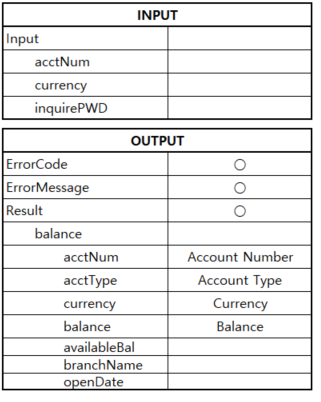 INPUT
Input
acctNum
currency
inquirePWD
OUTPUT
ErrorCode ○
ErrorMessage ○
Result ○
balance
acctNum Account Number
acctType Account Type
currency Currency
balance Balance
availableBal
branchName
openDate